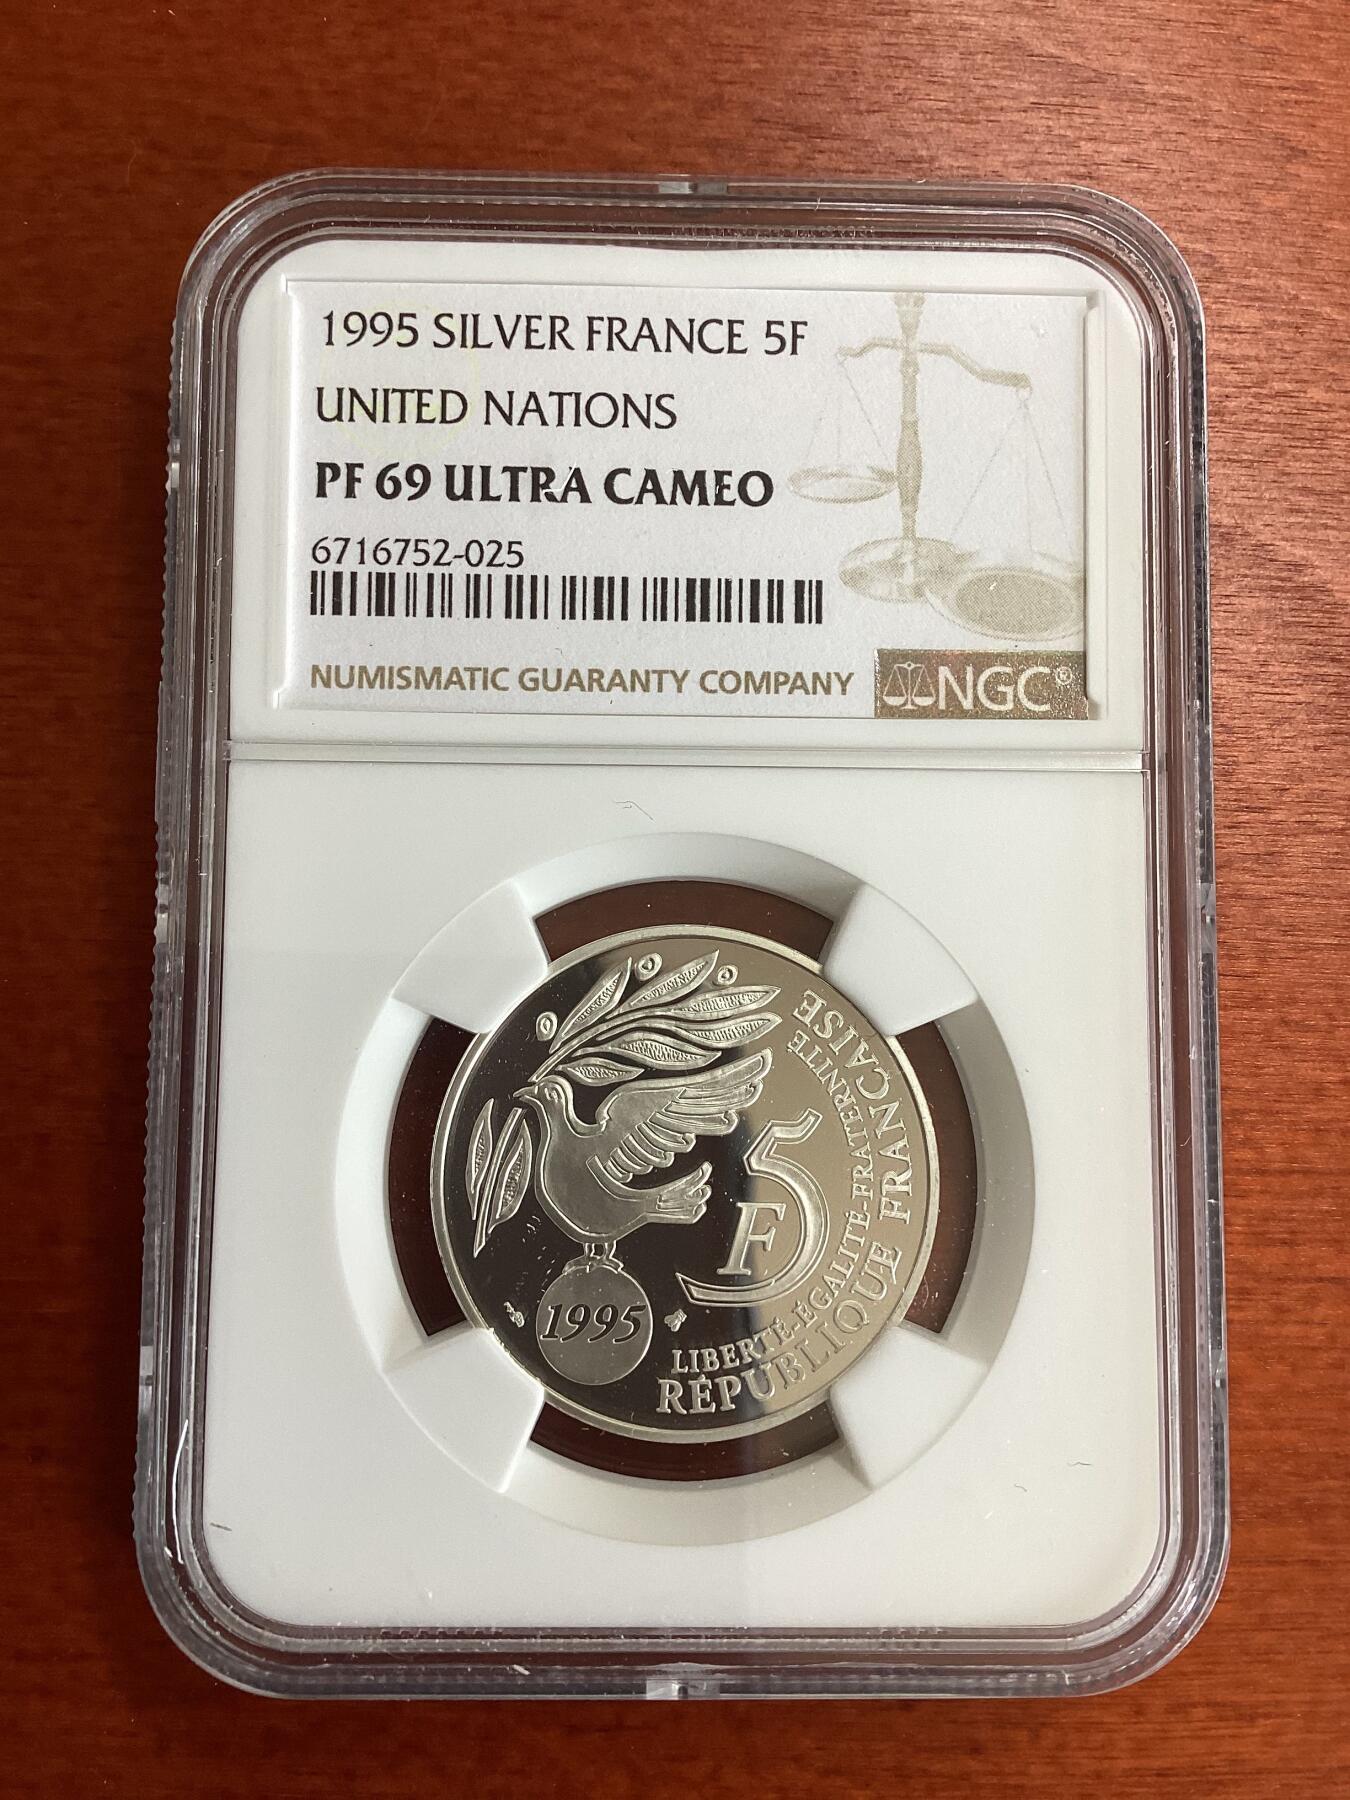 1995 SILVER FRANCE 5F
UNITED NATIONS
PF 69 ULTRA CAMEO
6716752-025
NUMISMATIC GUARANTY COMPANY
NGC®
5
F
1995
LIBERTÉ-ÉGALITÉ-FRATERNITÉ
RÉPUBLIQUE FRANÇAISE